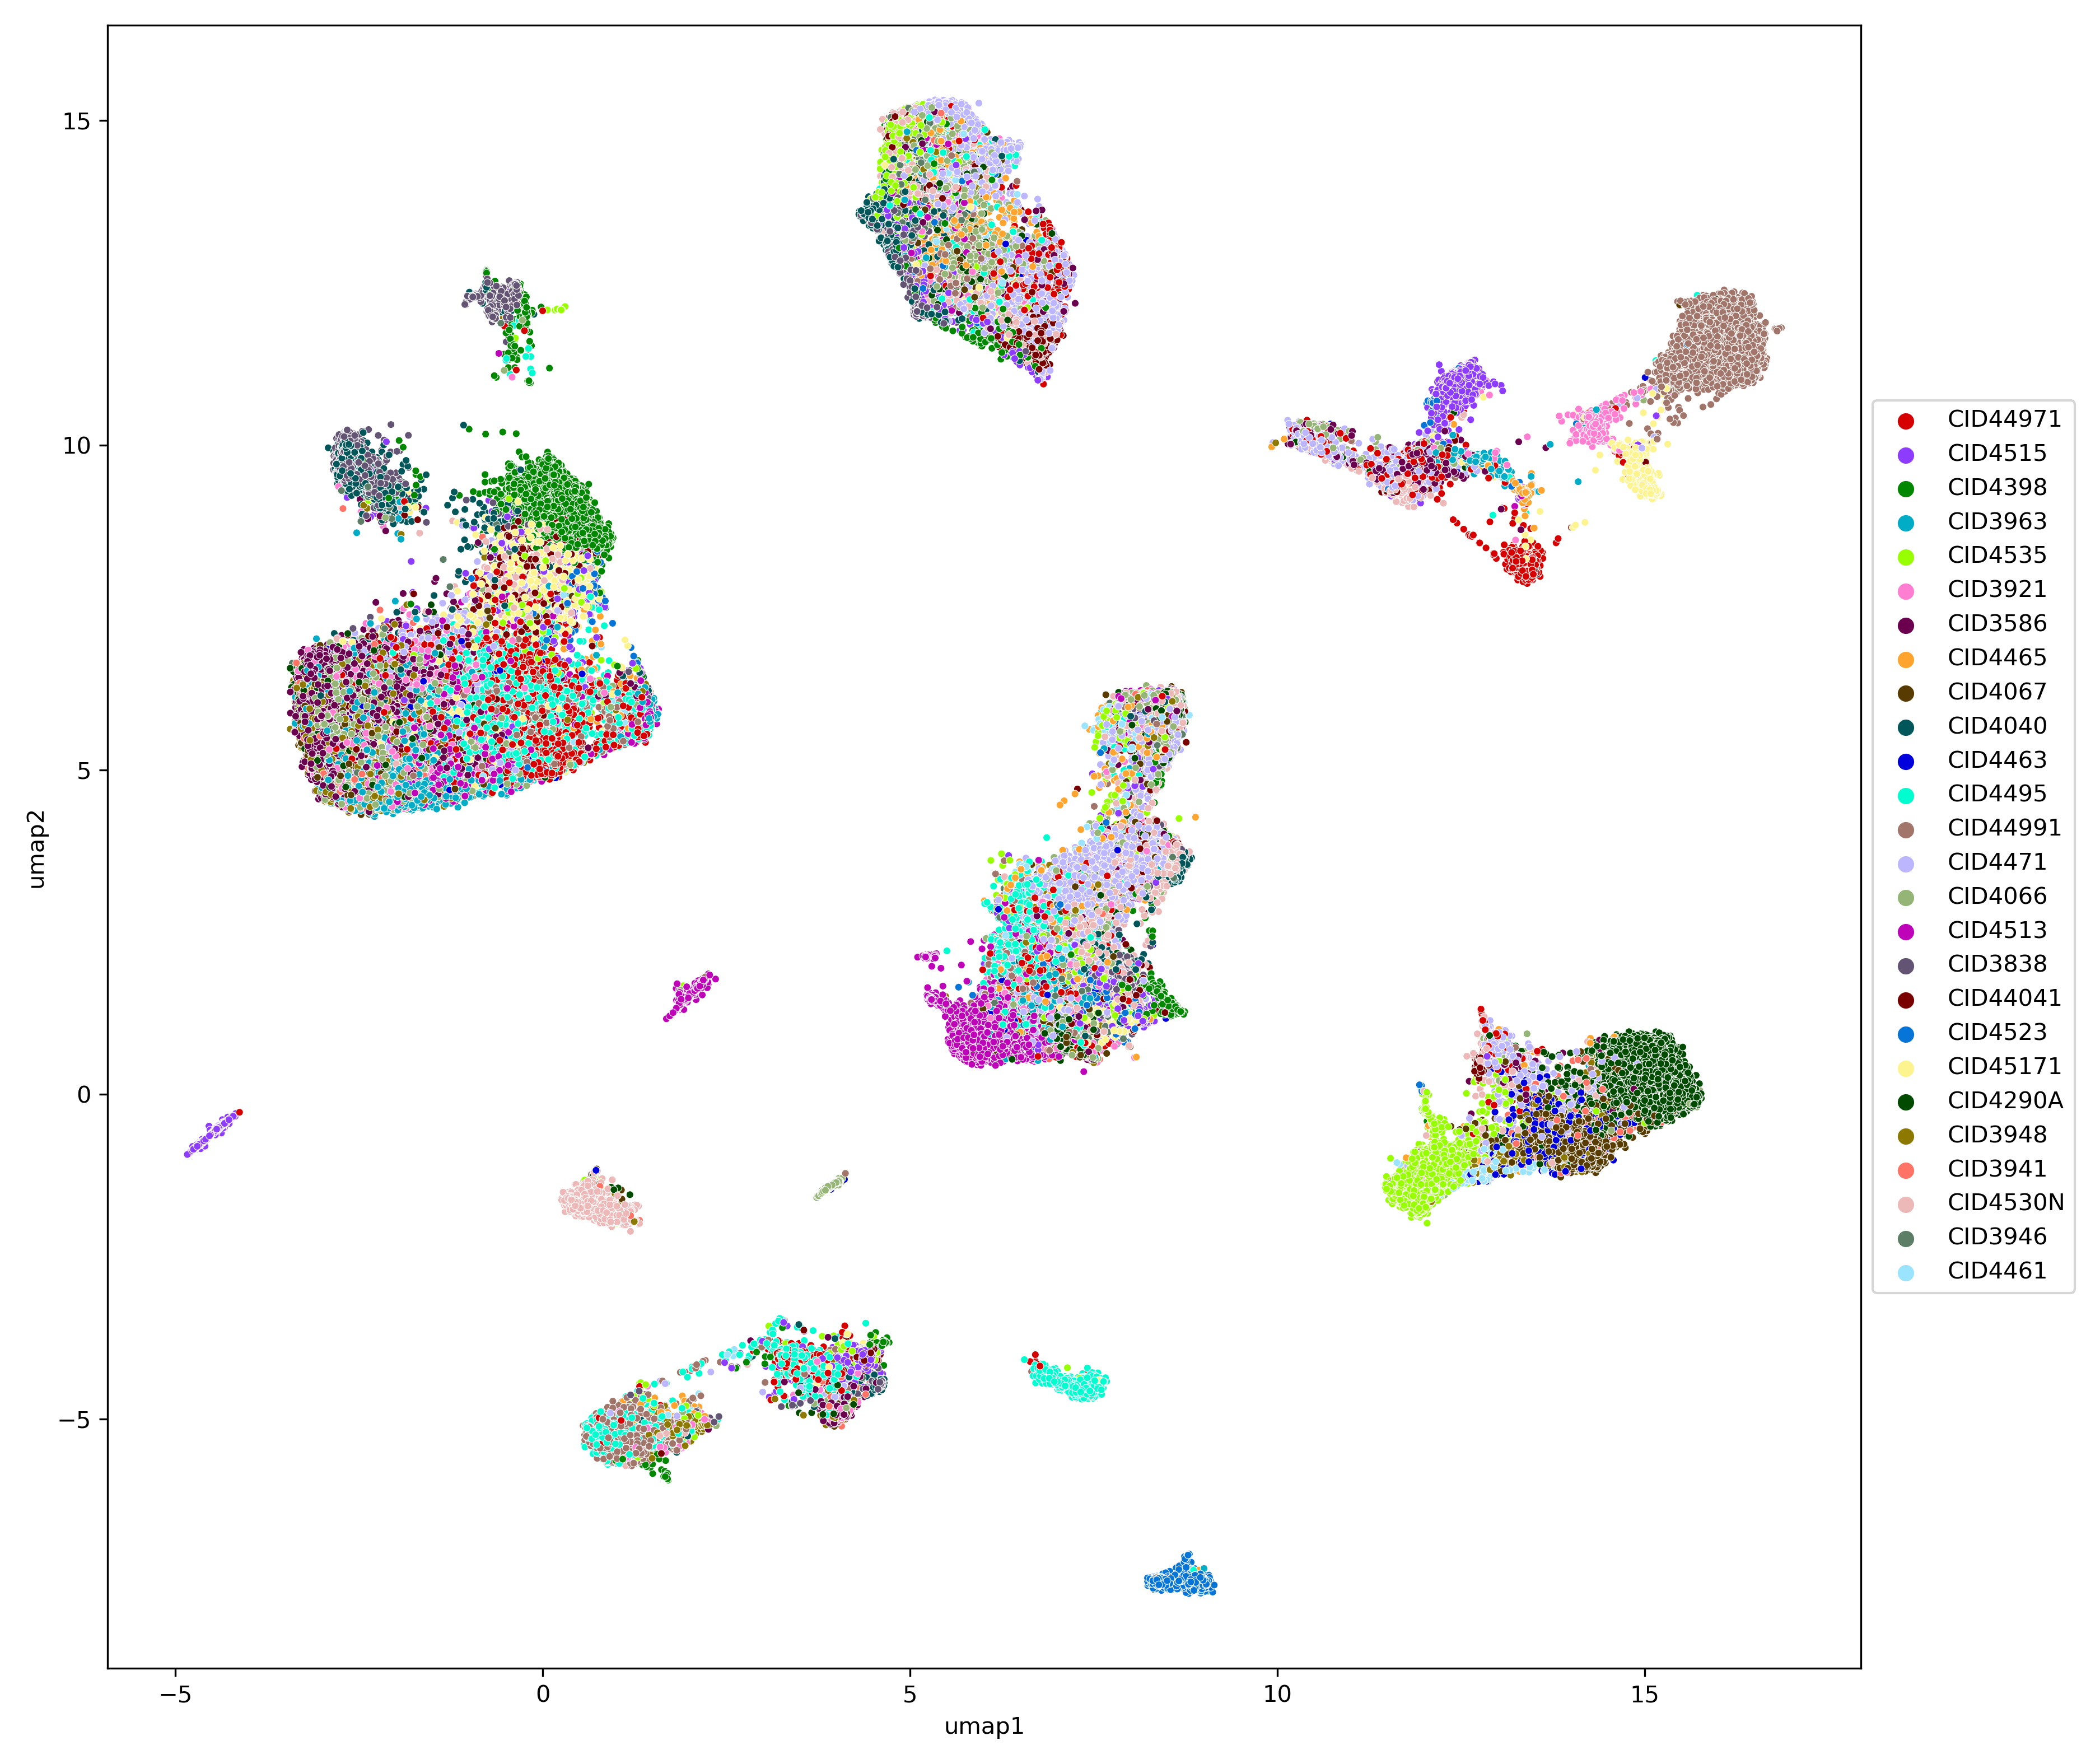 15
10
5
0
−5
−5
0
5
10
15
umap1
umap2
CID44971
CID4515
CID4398
CID3963
CID4535
CID3921
CID3586
CID4465
CID4067
CID4040
CID4463
CID4495
CID44991
CID4471
CID4066
CID4513
CID3838
CID44041
CID4523
CID45171
CID4290A
CID3948
CID3941
CID4530N
CID3946
CID4461